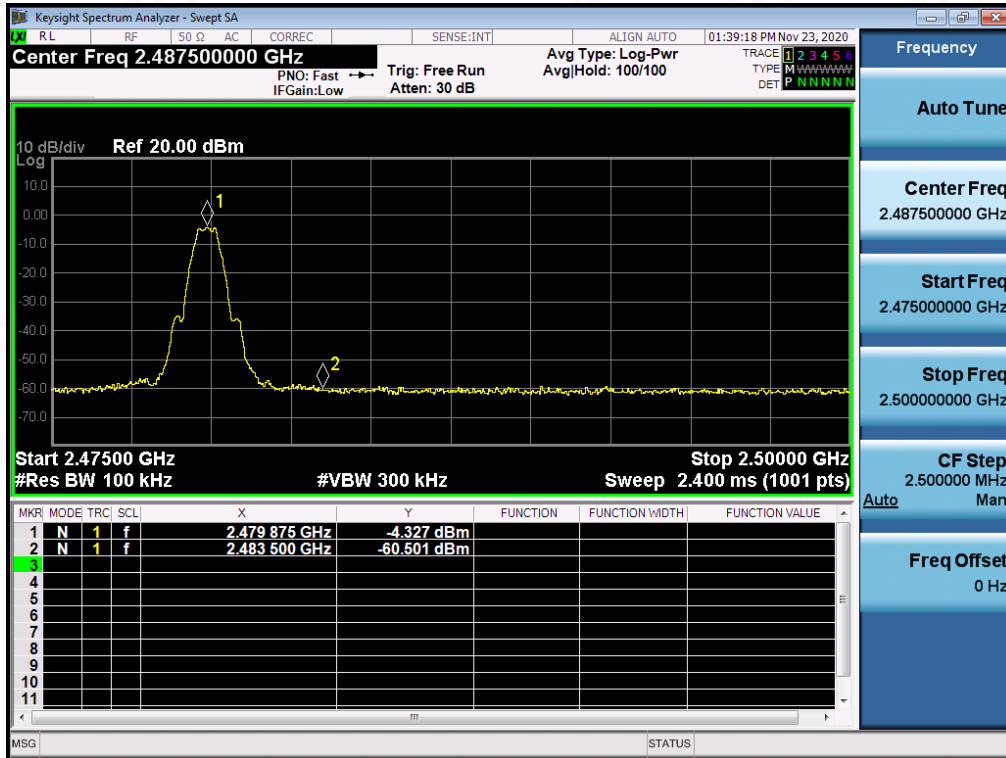 Keysight Spectrum Analyzer - Swept SA
LXI RL RF 50 Ω AC CORREC SENSE:INT ALIGN AUTO 01:39:18 PM Nov 23, 2020
Center Freq 2.487500000 GHz
PNO: Fast
IFGain:Low
Trig: Free Run
Atten: 30 dB
Avg Type: Log-Pwr
Avg|Hold: 100/100
TRACE 1 2 3 4 5 6
TYPE M WWWWW
DET P N N N N N
10 dB/div Ref 20.00 dBm
Log
10.0
0.00
-10.0
-20.0
-30.0
-40.0
-50.0
-60.0
-70.0
1
2
Start 2.47500 GHz Stop 2.50000 GHz
#Res BW 100 kHz #VBW 300 kHz Sweep 2.400 ms (1001 pts)
MKR MODE TRC SCL X Y FUNCTION FUNCTION WIDTH FUNCTION VALUE
1 N 1 f 2.479 875 GHz -4.327 dBm
2 N 1 f 2.483 500 GHz -60.501 dBm
3
4
5
6
7
8
9
10
11
MSG STATUS
Frequency
Auto Tune
Center Freq
2.487500000 GHz
Start Freq
2.475000000 GHz
Stop Freq
2.500000000 GHz
CF Step
2.500000 MHz
Auto Man
Freq Offset
0 Hz